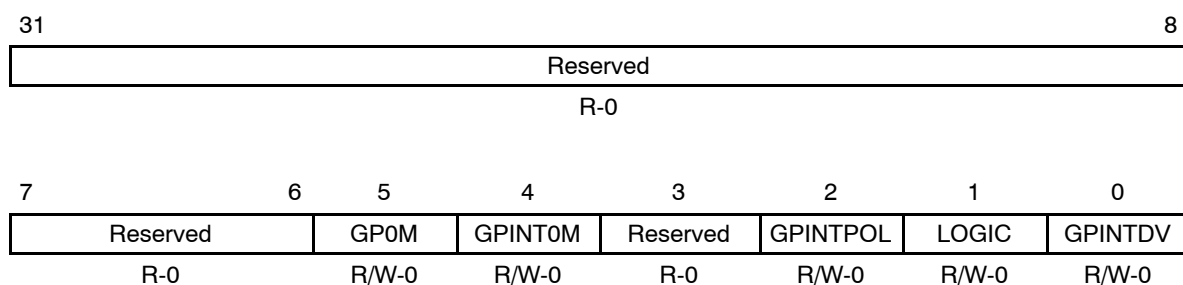 31 8
Reserved
R-0
7 6 5 4 3 2 1 0
Reserved GP0M GPINT0M Reserved GPINTPOL LOGIC GPINTDV
R-0 R/W-0 R/W-0 R-0 R/W-0 R/W-0 R/W-0